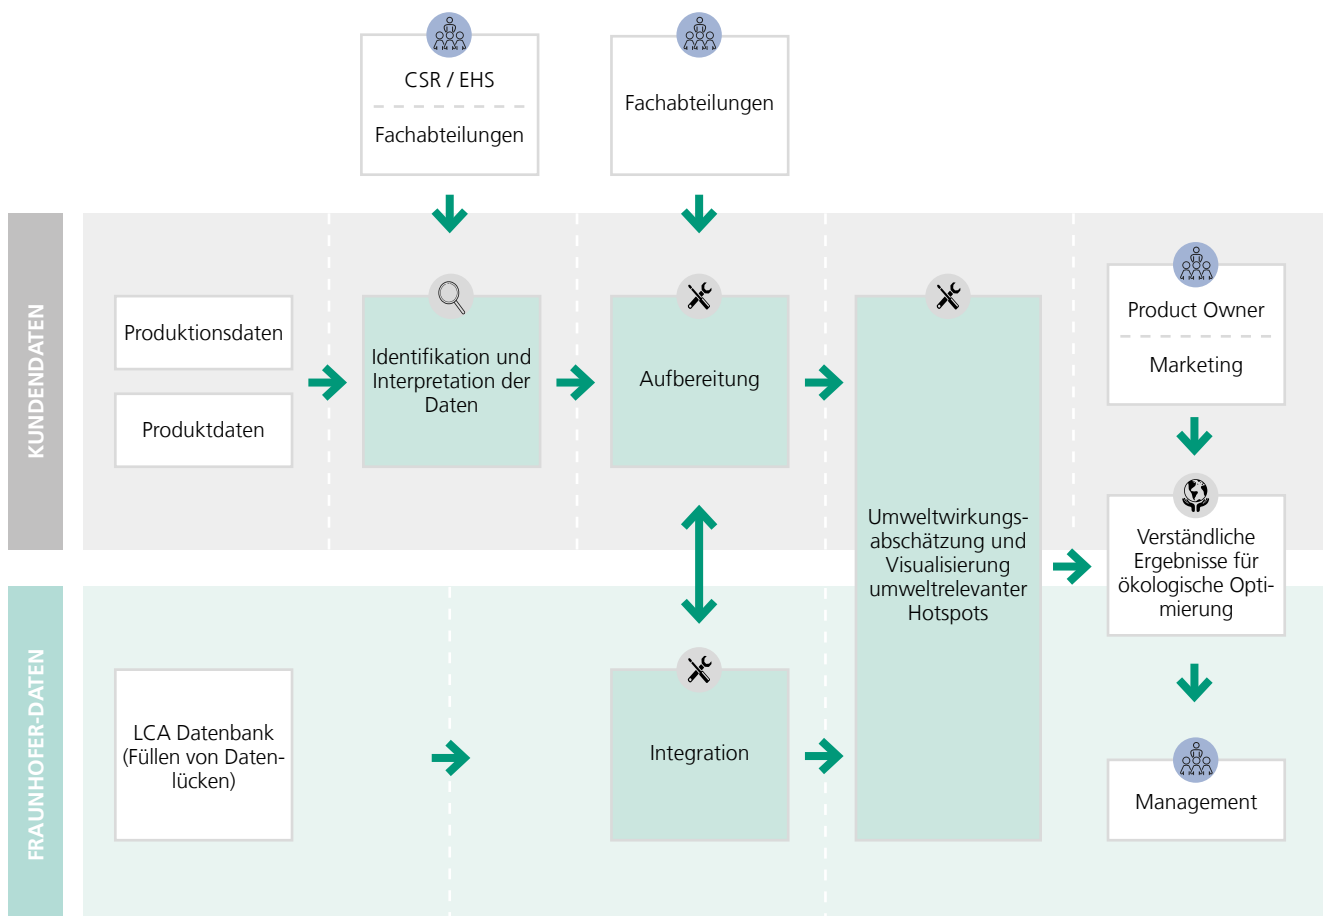 CSR / EHS
Fachabteilungen
Fachabteilungen
KUNDENDATEN
Produktionsdaten
Produktdaten
Identifikation und
Interpretation der
Daten
Aufbereitung
Umweltwirkungs-
abschätzung und
Visualisierung
umweltrelevanter
Hotspots
Product Owner
Marketing
Verständliche
Ergebnisse für
ökologische Opti-
mierung
FRAUNHOFER-DATEN
LCA Datenbank
(Füllen von Daten-
lücken)
Integration
Management